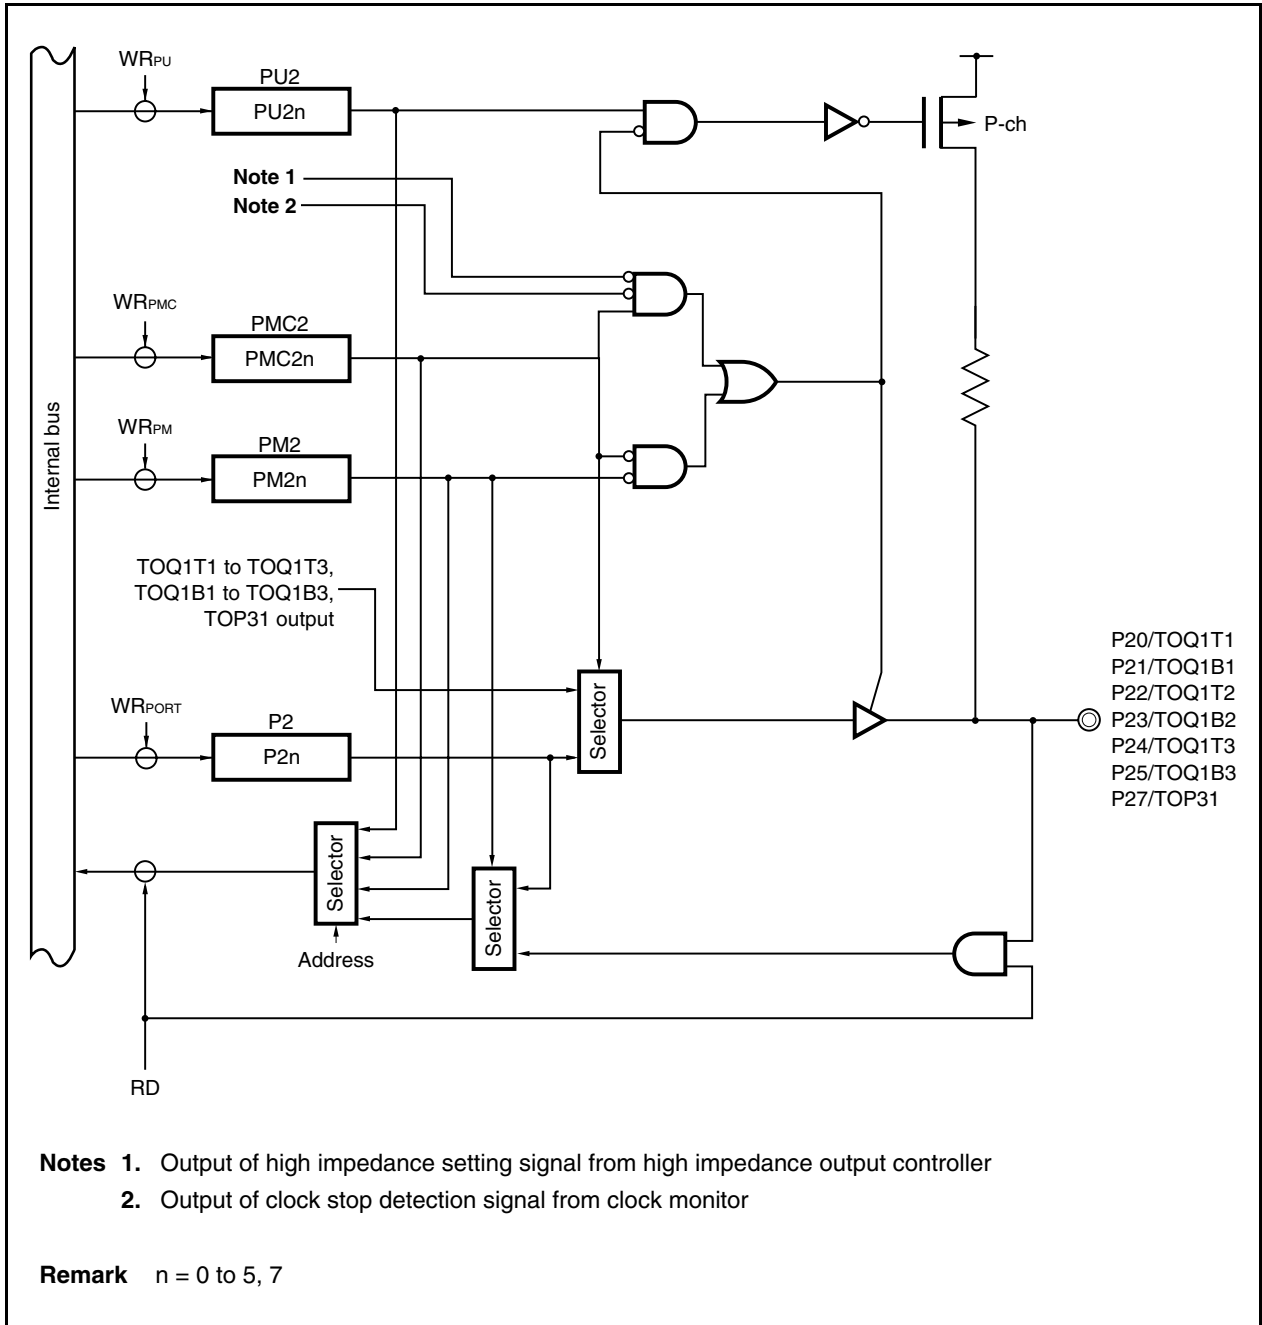 WRPU
PU2
PU2n
P-ch
Note 1
Note 2
WRPMC
PMC2
PMC2n
WRPM
PM2
PM2n
Internal bus
TOQ1T1 to TOQ1T3,
TOQ1B1 to TOQ1B3,
TOP31 output
WRPORT
P2
P2n
Selector
P20/TOQ1T1
P21/TOQ1B1
P22/TOQ1T2
P23/TOQ1B2
P24/TOQ1T3
P25/TOQ1B3
P27/TOP31
Selector
Selector
Address
RD
Notes 1. Output of high impedance setting signal from high impedance output controller
2. Output of clock stop detection signal from clock monitor
Remark n = 0 to 5, 7